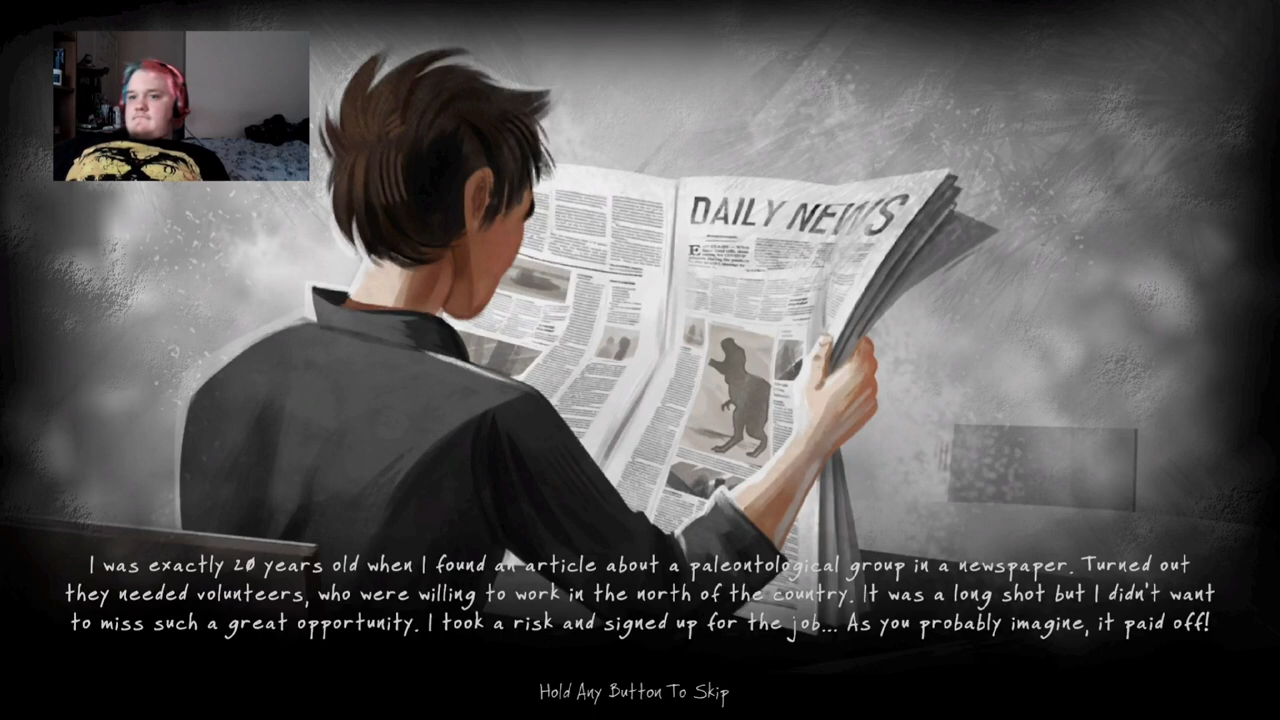 DAILY NEWS
I was exactly 20 years old when I found an article about a paleontological group in a newspaper. Turned out
they needed volunteers, who were willing to work in the north of the country. It was a long shot but I didn't want
to miss such a great opportunity. I took a risk and signed up for the job... As you probably imagine, it paid off!
Hold Any Button To Skip